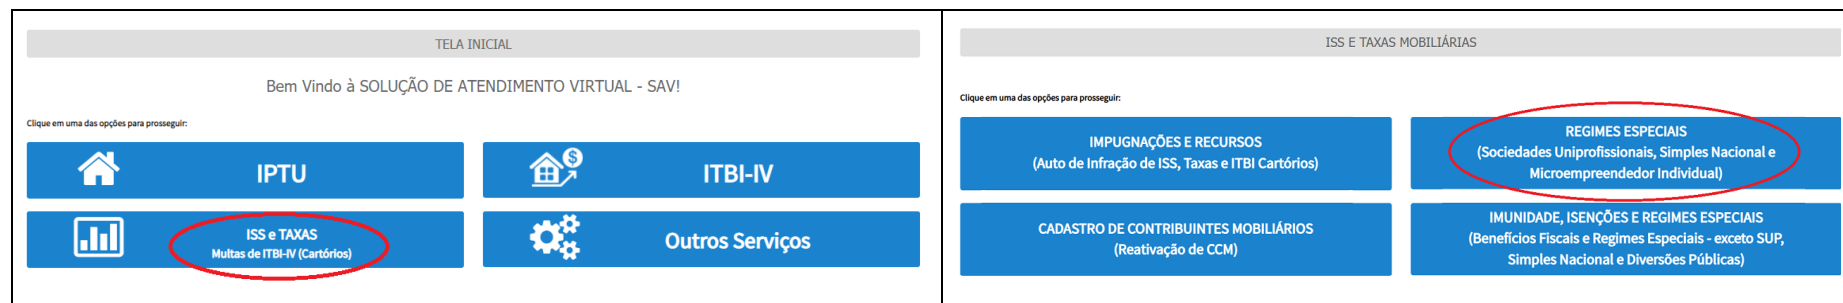 TELA INICIAL
Bem Vindo à SOLUÇÃO DE ATENDIMENTO VIRTUAL - SAV!
Clique em uma das opções para prosseguir:
IPTU
ITBI-IV
ISS e TAXAS
Multas de ITBI-IV (Cartórios)
Outros Serviços
ISS E TAXAS MOBILIÁRIAS
Clique em uma das opções para prosseguir:
IMPUGNAÇÕES E RECURSOS
(Auto de Infração de ISS, Taxas e ITBI Cartórios)
REGIMES ESPECIAIS
(Sociedades Uniprofissionais, Simples Nacional e
Microempreendedor Individual)
CADASTRO DE CONTRIBUINTES MOBILIÁRIOS
(Reativação de CCM)
IMUNIDADE, ISENÇÕES E REGIMES ESPECIAIS
(Benefícios Fiscais e Regimes Especiais - exceto SUP,
Simples Nacional e Diversões Públicas)